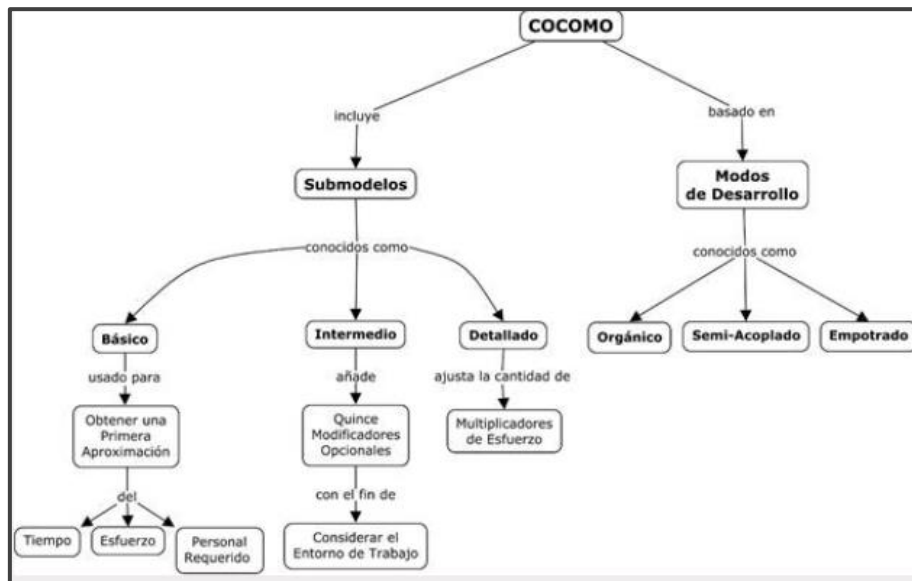 COCOMO
incluye
basado en
Submodelos
Modos
de Desarrollo
conocidos como
conocidos como
Básico
Intermedio
Detallado
Orgánico
Semi-Acoplado
Empotrado
usado para
añade
ajusta la cantidad de
Obtener una
Primera
Aproximación
Quince
Modificadores
Opcionales
Multiplicadores
de Esfuerzo
del
con el fin de
Tiempo
Esfuerzo
Personal
Requerido
Considerar el
Entorno de Trabajo